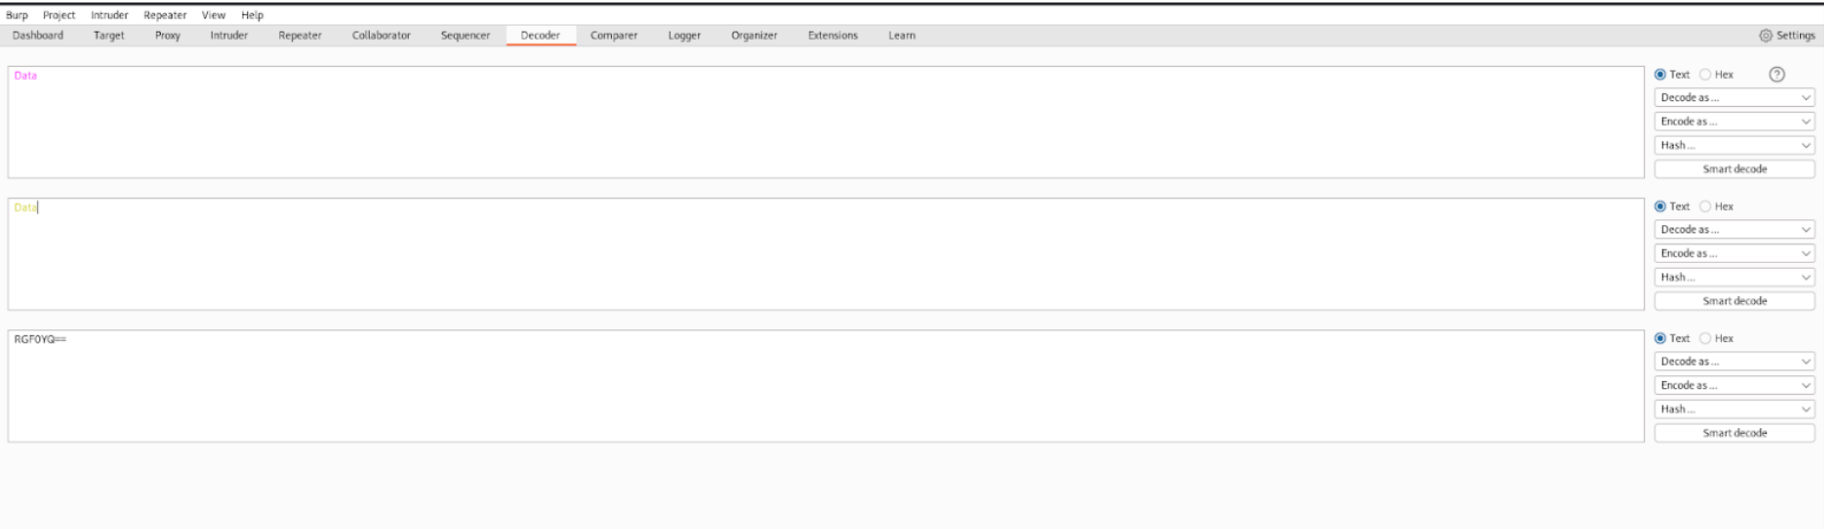 Burp Project Intruder Repeater View Help
Dashboard Target Proxy Intruder Repeater Collaborator Sequencer Decoder Comparer Logger Organizer Extensions Learn Settings
Data
Text Hex ?
Decode as ...
Encode as ...
Hash ...
Smart decode
Data
Text Hex
Decode as ...
Encode as ...
Hash ...
Smart decode
RGF0YQ==
Text Hex
Decode as ...
Encode as ...
Hash ...
Smart decode